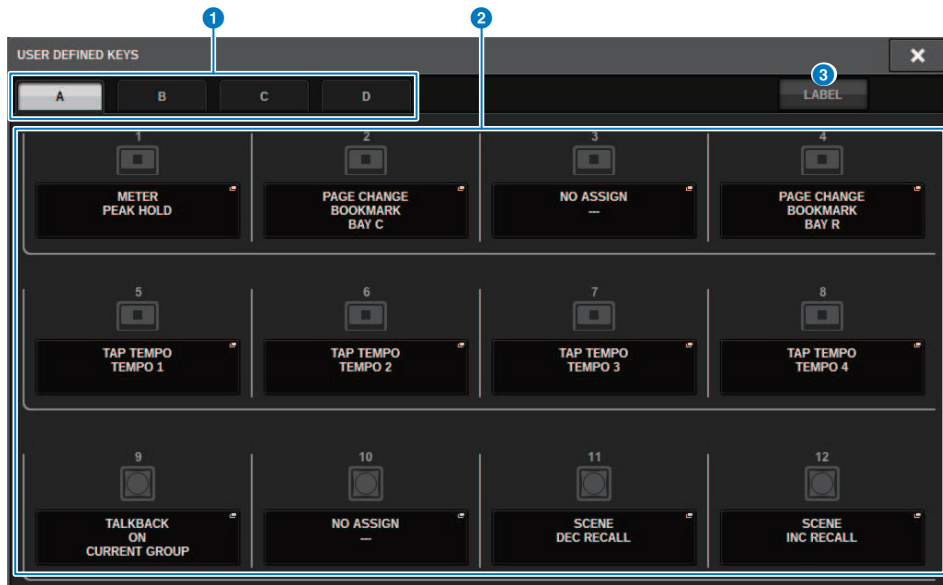 1
2
USER DEFINED KEYS
×
A B C D
3
LABEL
1
2
3
4
METER
PEAK HOLD
PAGE CHANGE
BOOKMARK
BAY C
NO ASSIGN
---
PAGE CHANGE
BOOKMARK
BAY R
5
6
7
8
TAP TEMPO
TEMPO 1
TAP TEMPO
TEMPO 2
TAP TEMPO
TEMPO 3
TAP TEMPO
TEMPO 4
9
10
11
12
TALKBACK
ON
CURRENT GROUP
NO ASSIGN
---
SCENE
DEC RECALL
SCENE
INC RECALL